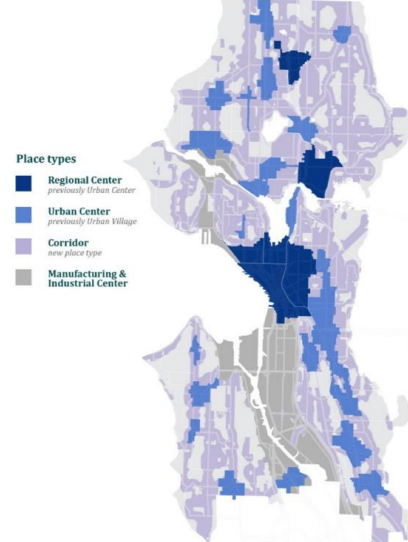 Place types
Regional Center
previously Urban Center
Urban Center
previously Urban Village
Corridor
new place type
Manufacturing &
Industrial Center